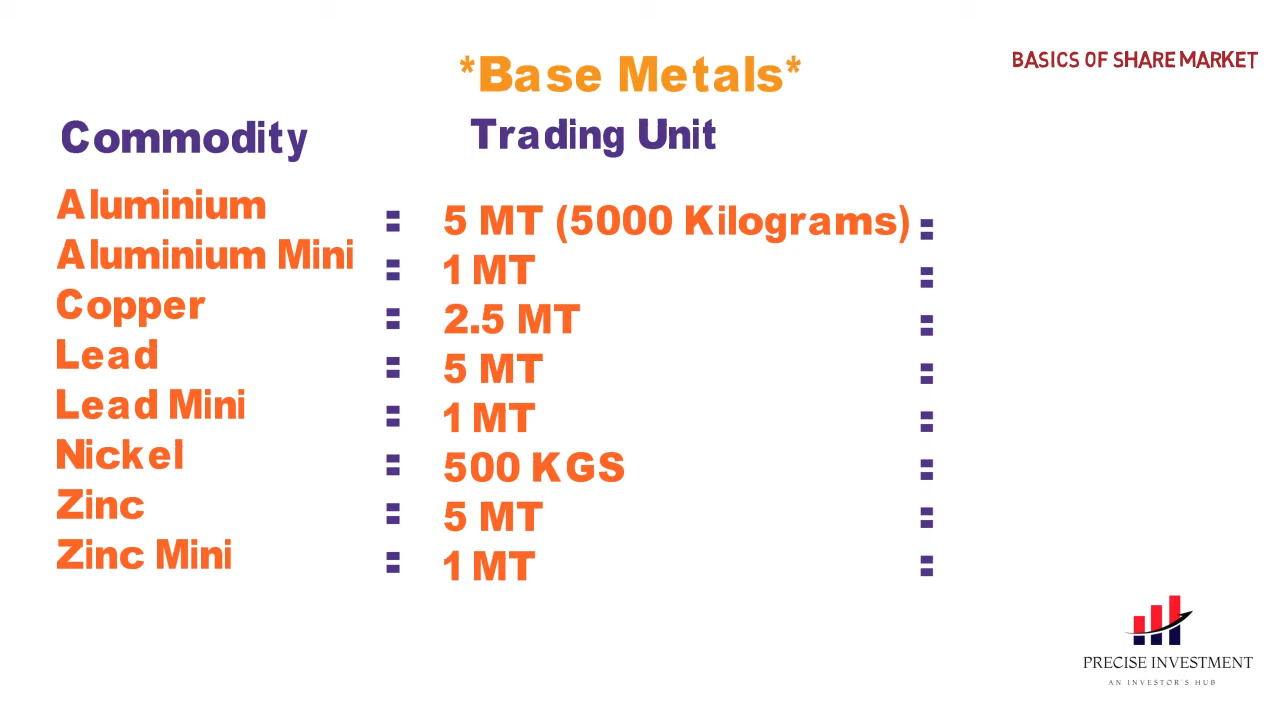 BASICS OF SHARE MARKET
*Base Metals*
Commodity Trading Unit
Aluminium = 5 MT (5000 Kilograms) =
Aluminium Mini = 1 MT =
Copper = 2.5 MT =
Lead = 5 MT =
Lead Mini = 1 MT =
Nickel = 500 KGS =
Zinc = 5 MT =
Zinc Mini = 1 MT =
PRECISE INVESTMENT
AN INVESTOR'S HUB